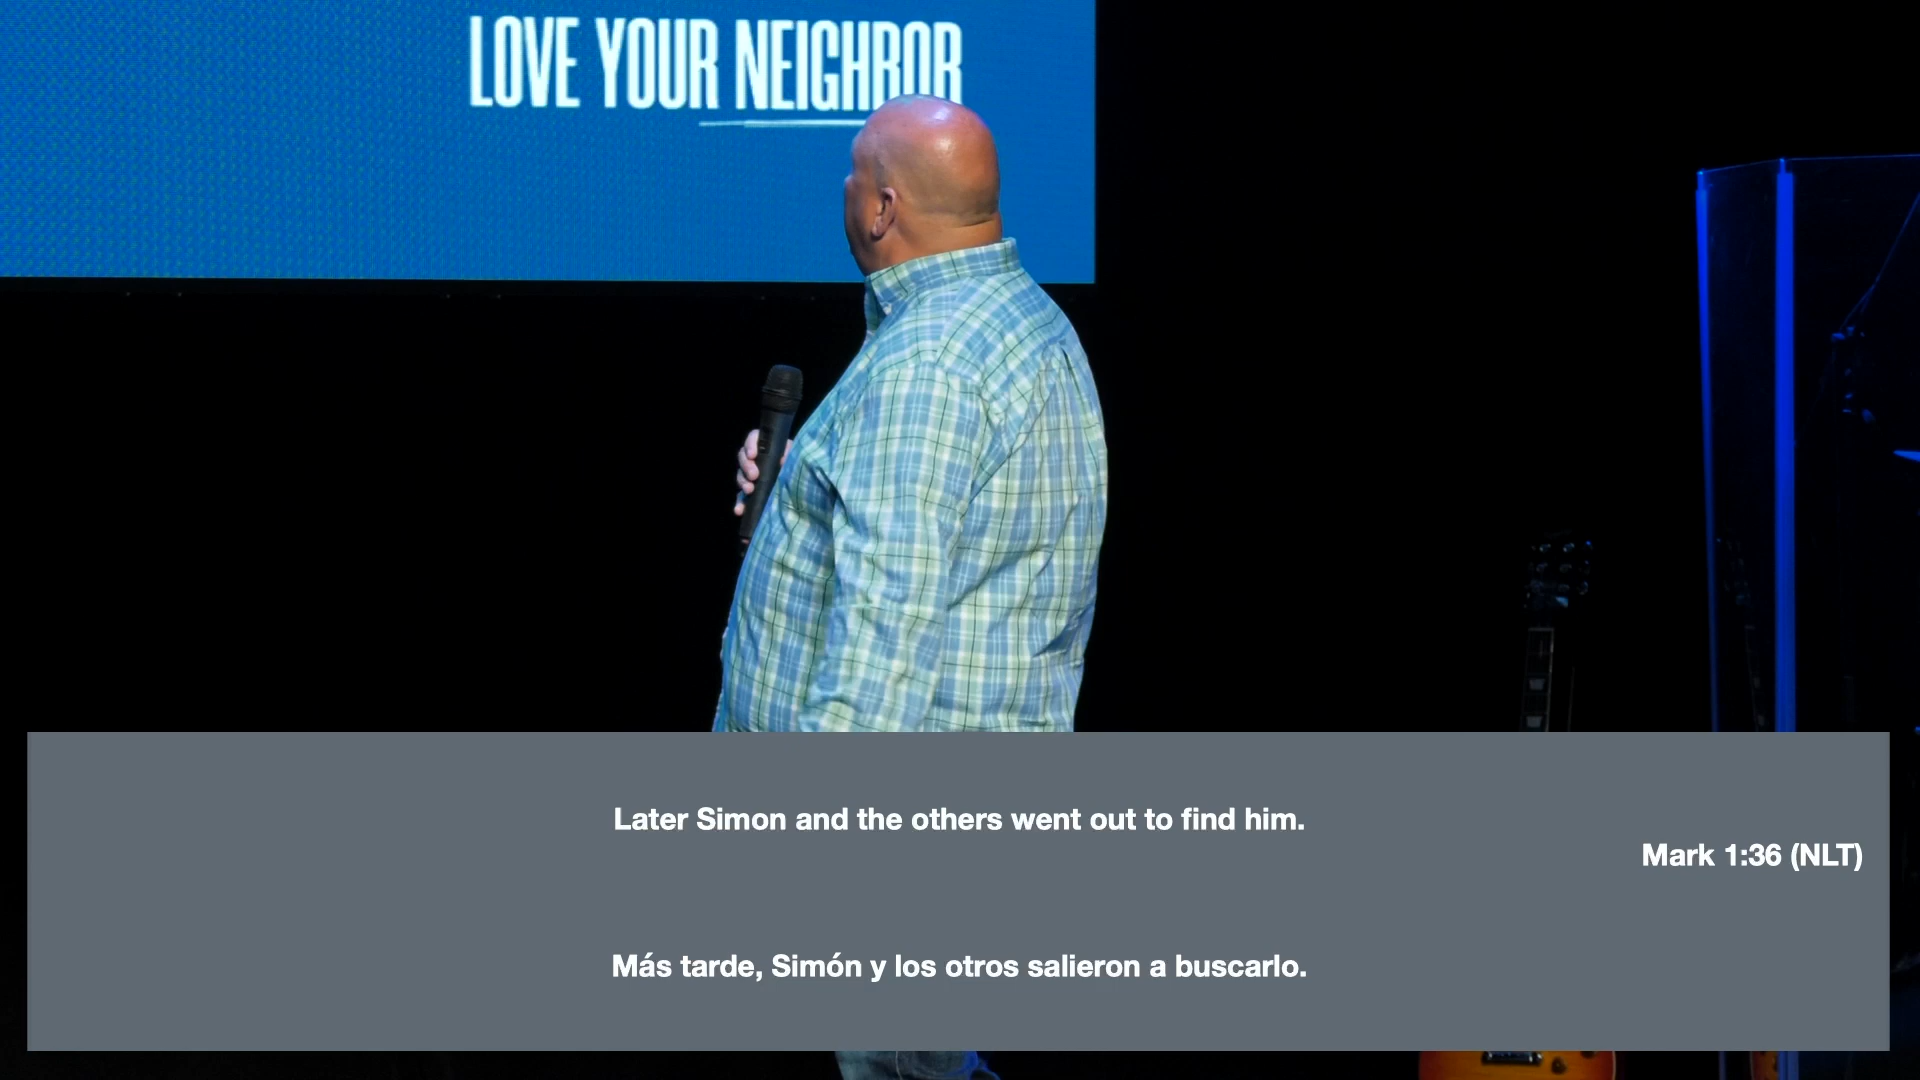 LOVE YOUR NEIGHBOR
Later Simon and the others went out to find him.
Mark 1:36 (NLT)
Más tarde, Simón y los otros salieron a buscarlo.